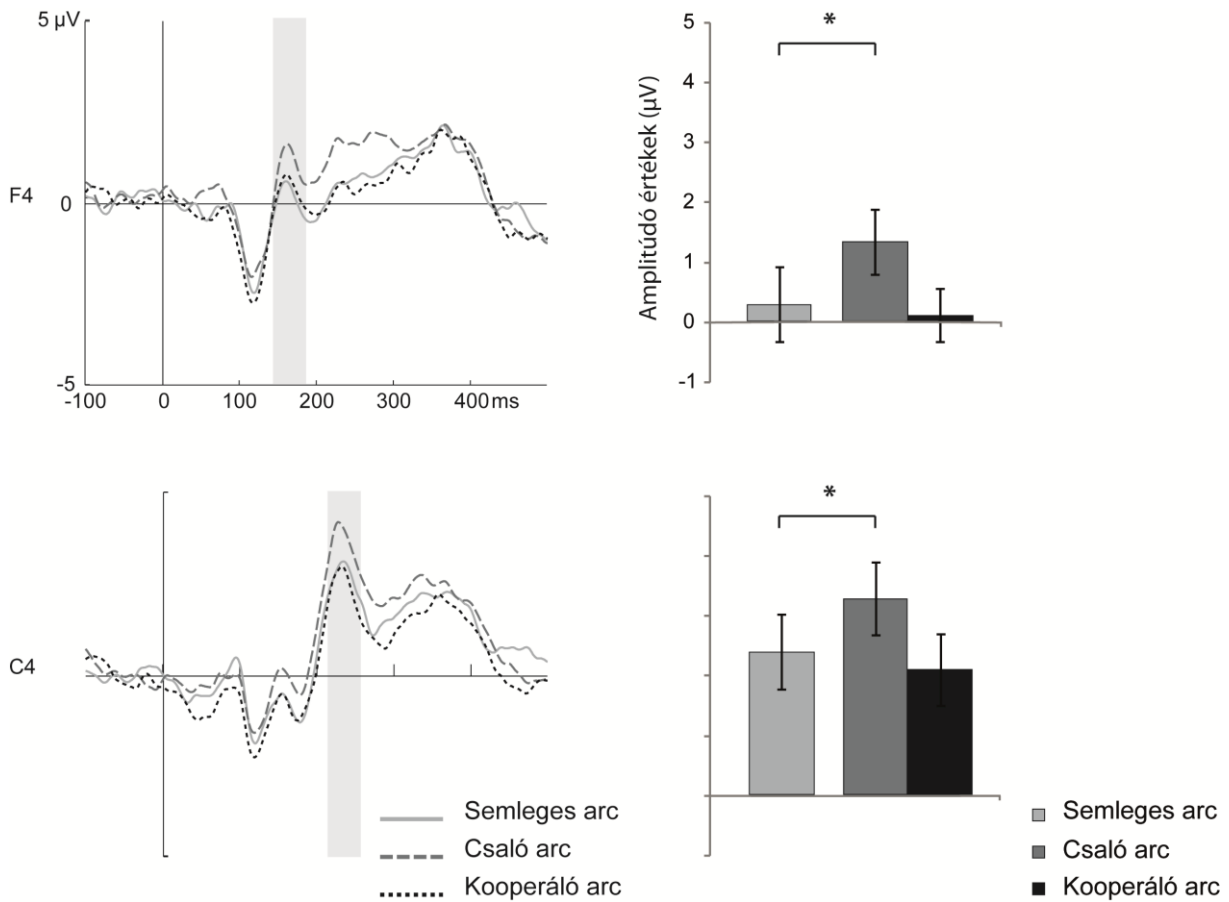 5 µV
F4
0
-5
-100
0
100
200
300
400 ms
Amplitúdó értékek (µV)
*
5
4
3
2
1
0
-1
C4
*
Semleges arc
Csaló arc
Kooperáló arc
Semleges arc
Csaló arc
Kooperáló arc